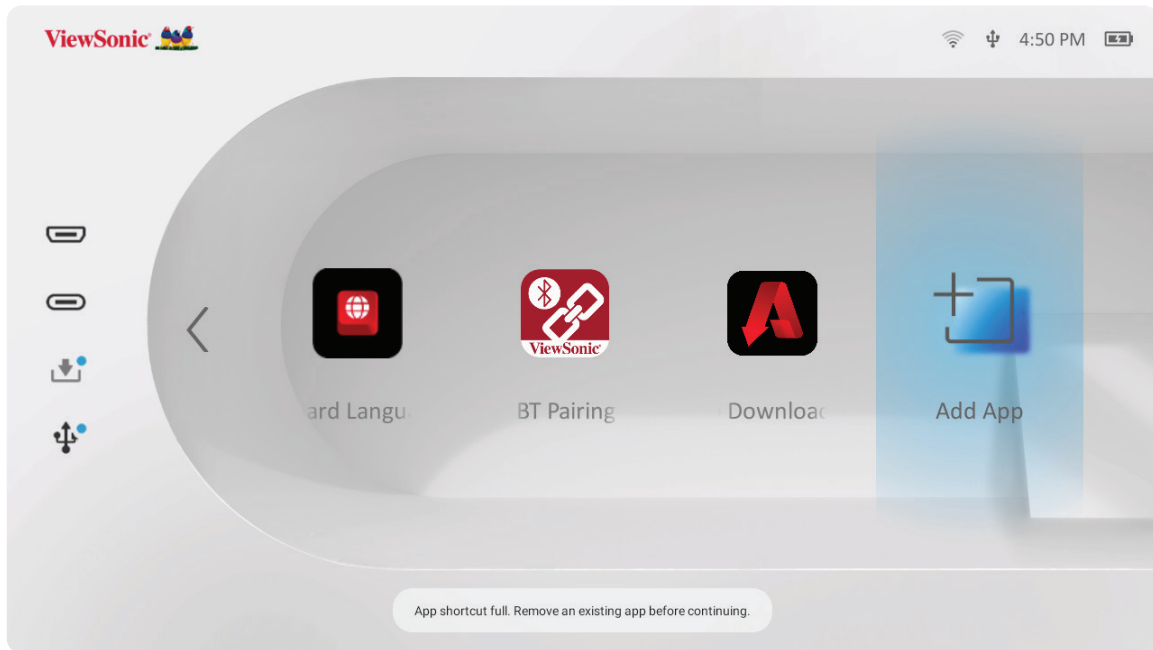 ViewSonic
4:50 PM
ViewSonic
ard Langu
BT Pairing
Download
Add App
App shortcut full. Remove an existing app before continuing.